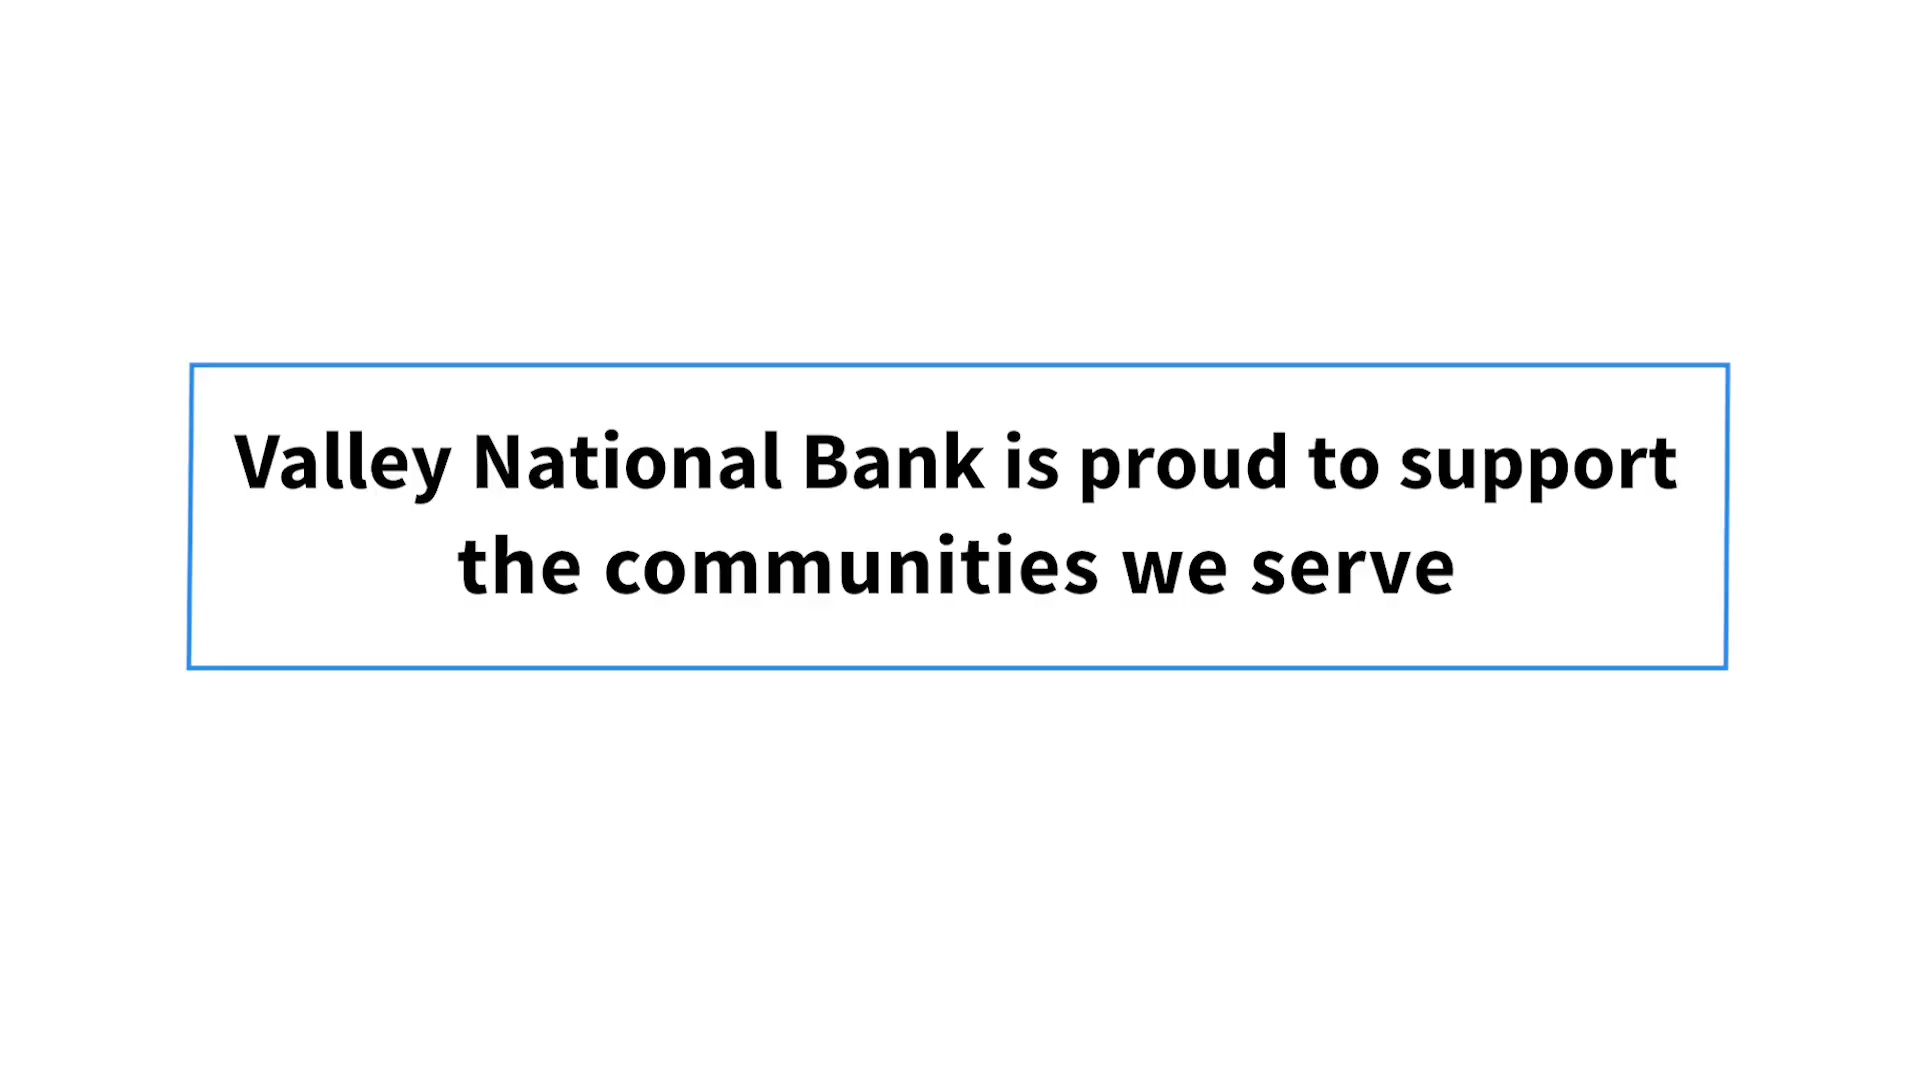 Valley National Bank is proud to support
the communities we serve